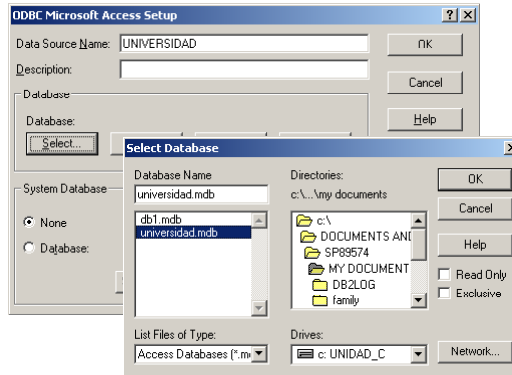 ODBC Microsoft Access Setup
Data Source Name: UNIVERSIDAD
OK
Description:
Cancel
Database
Help
Database:
Select...
System Database
None
Database:
Select Database
Database Name
universidad.mdb
db1.mdb
universidad.mdb
List Files of Type:
Access Databases (*.m
Directories:
c:\...\my documents
c:\
DOCUMENTS AND
SP89574
MY DOCUMENT
DB2LOG
family
Drives:
c: UNIDAD_C
OK
Cancel
Help
Read Only
Exclusive
Network...